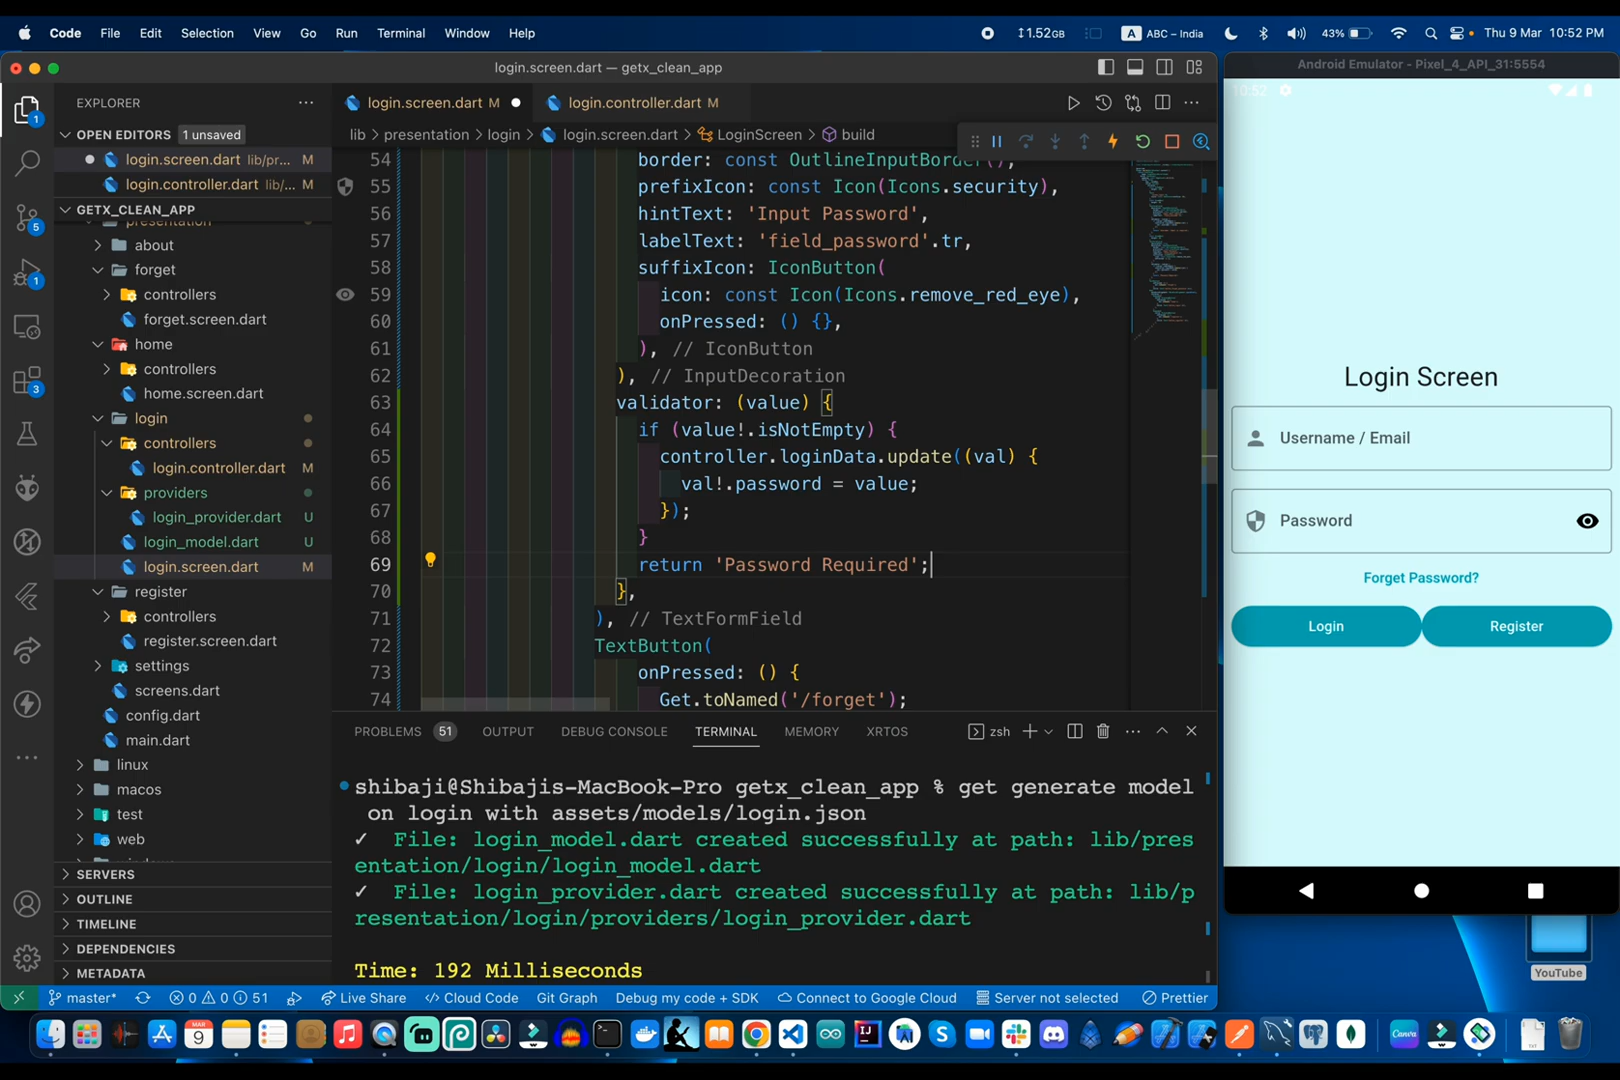 Code File Edit Selection View Go Run Terminal Window Help
1.52GB A ABC – India 43% Thu 9 Mar 10:52 PM
login.screen.dart — getx_clean_app
Android Emulator - Pixel_4_API_31:5554
EXPLORER
OPEN EDITORS 1 unsaved
login.screen.dart lib/pr... M
login.controller.dart lib/... M
GETX_CLEAN_APP
presentation
about
forget
controllers
forget.screen.dart
home
controllers
home.screen.dart
login
controllers
login.controller.dart M
providers
login_provider.dart U
login_model.dart U
login.screen.dart M
register
controllers
register.screen.dart
settings
screens.dart
config.dart
main.dart
linux
macos
test
web
SERVERS
OUTLINE
TIMELINE
DEPENDENCIES
METADATA
1
5
1
3
login.screen.dart M
login.controller.dart M
lib > presentation > login > login.screen.dart > LoginScreen > build
54 border: const OutlineInputBorder(),
55 prefixIcon: const Icon(Icons.security),
56 hintText: 'Input Password',
57 labelText: 'field_password'.tr,
58 suffixIcon: IconButton(
59 icon: const Icon(Icons.remove_red_eye),
60 onPressed: () {},
61 ), // IconButton
62 ), // InputDecoration
63 validator: (value) {
64 if (value!.isNotEmpty) {
65 controller.loginData.update((val) {
66 val!.password = value;
67 });
68 }
69 return 'Password Required';
70 },
71 ), // TextFormField
72 TextButton(
73 onPressed: () {
74 Get.toNamed('/forget');
PROBLEMS 51 OUTPUT DEBUG CONSOLE TERMINAL MEMORY XRTOS zsh
shibaji@Shibajis-MacBook-Pro getx_clean_app % get generate model
on login with assets/models/login.json
✓ File: login_model.dart created successfully at path: lib/pres
entation/login/login_model.dart
✓ File: login_provider.dart created successfully at path: lib/p
resentation/login/providers/login_provider.dart
Time: 192 Milliseconds
master* 0 0 51 Live Share Cloud Code Git Graph Debug my code + SDK Connect to Google Cloud Server not selected Prettier
10:52
Login Screen
Username / Email
Password
Forget Password?
Login Register
YouTube
MAR
9
Canva
TXT